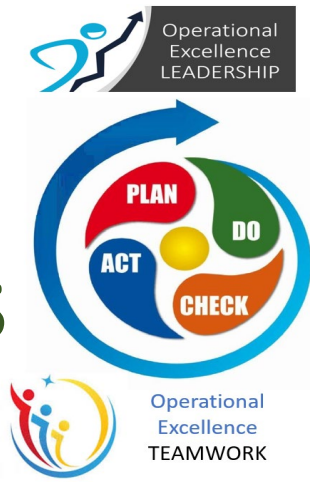 Operational
Excellence
LEADERSHIP
PLAN
DO
ACT
CHECK
Operational
Excellence
TEAMWORK